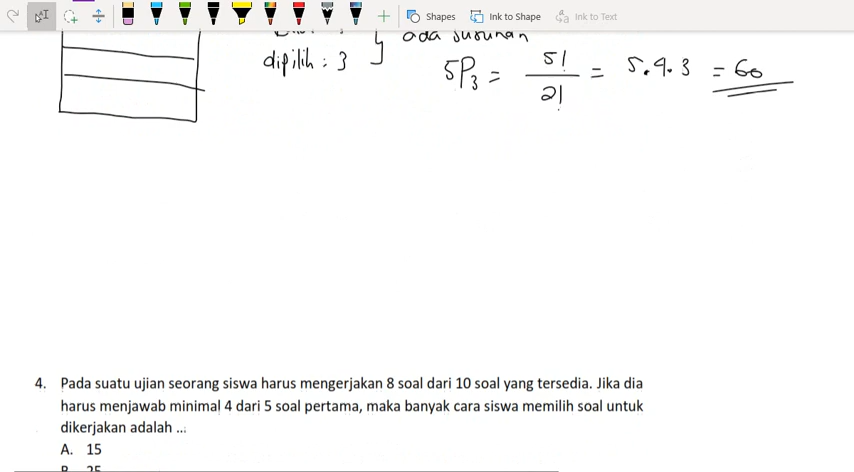 Shapes Ink to Shape Ink to Text
ada susunan
dipilih : 3
5P3 = 5! / 2! = 5.4.3 = 60
4. Pada suatu ujian seorang siswa harus mengerjakan 8 soal dari 10 soal yang tersedia. Jika dia
harus menjawab minimal 4 dari 5 soal pertama, maka banyak cara siswa memilih soal untuk
dikerjakan adalah ...
A. 15
B. 25